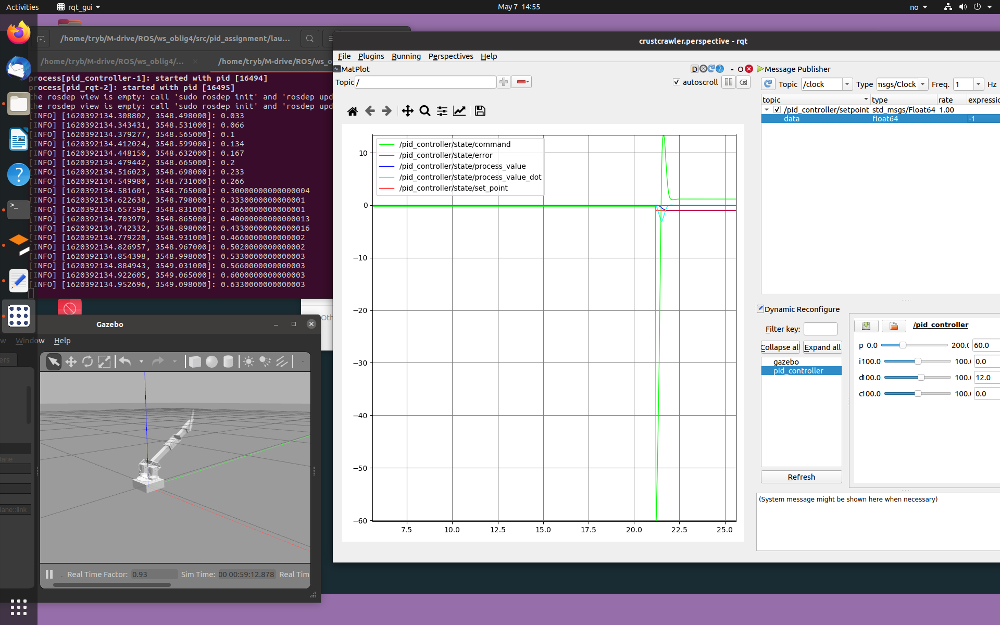 Activities
rqt_gui
May 7 14:55
no
/home/tryb/M-drive/ROS/ws_oblig4/src/pid_assignment/lau...
/home/tryb/M-drive/ROS/ws_oblig4/...
/home/tryb/M-drive/ROS/ws_o
process[pid_controller-1]: started with pid [16494]
process[pid_rqt-2]: started with pid [16495]
the rosdep view is empty: call 'sudo rosdep init' and 'rosdep upd
the rosdep view is empty: call 'sudo rosdep init' and 'rosdep upd
[INFO] [1620392134.308802, 3548.498000]: 0.033
[INFO] [1620392134.343431, 3548.531000]: 0.066
[INFO] [1620392134.379277, 3548.565000]: 0.1
[INFO] [1620392134.412024, 3548.599000]: 0.134
[INFO] [1620392134.448150, 3548.632000]: 0.167
[INFO] [1620392134.479442, 3548.665000]: 0.2
[INFO] [1620392134.516023, 3548.698000]: 0.233
[INFO] [1620392134.549980, 3548.731000]: 0.266
[INFO] [1620392134.581601, 3548.765000]: 0.30000000000000004
[INFO] [1620392134.622638, 3548.798000]: 0.3330000000000001
[INFO] [1620392134.657598, 3548.831000]: 0.3660000000000001
[INFO] [1620392134.703979, 3548.865000]: 0.40000000000000013
[INFO] [1620392134.742332, 3548.898000]: 0.43300000000000016
[INFO] [1620392134.779220, 3548.931000]: 0.4660000000000002
[INFO] [1620392134.826957, 3548.967000]: 0.5020000000000002
[INFO] [1620392134.854398, 3548.998000]: 0.5330000000000003
[INFO] [1620392134.884943, 3549.031000]: 0.5660000000000003
[INFO] [1620392134.922605, 3549.065000]: 0.6000000000000003
[INFO] [1620392134.952696, 3549.098000]: 0.6330000000000003
Oth
Gazebo
w Window Help
ers
lane
lane::link
Real Time Factor: 0.93 Sim Time: 00 00:59:12.878 Real Tim
crustcrawler.perspective - rqt
File Plugins Running Perspectives Help
MatPlot
D
- O
Topic /
autoscroll
/pid_controller/state/command
/pid_controller/state/error
/pid_controller/state/process_value
/pid_controller/state/process_value_dot
/pid_controller/state/set_point
10
0
−10
−20
−30
−40
−50
−60
7.5 10.0 12.5 15.0 17.5 20.0 22.5 25.0
Message Publisher
Topic /clock Type nsgs/Clock Freq. 1 Hz
topic type rate expressio
/pid_controller/setpoint std_msgs/Float64 1.00
data float64 -1
Dynamic Reconfigure
Filter key:
Collapse all Expand all
gazebo
pid_controller
Refresh
/pid_controller
p 0.0 200.0 60.0
i 100.0 100. 0.0
d 100.0 100. 12.0
c 100.0 100. 0.0
(System message might be shown here when necessary)